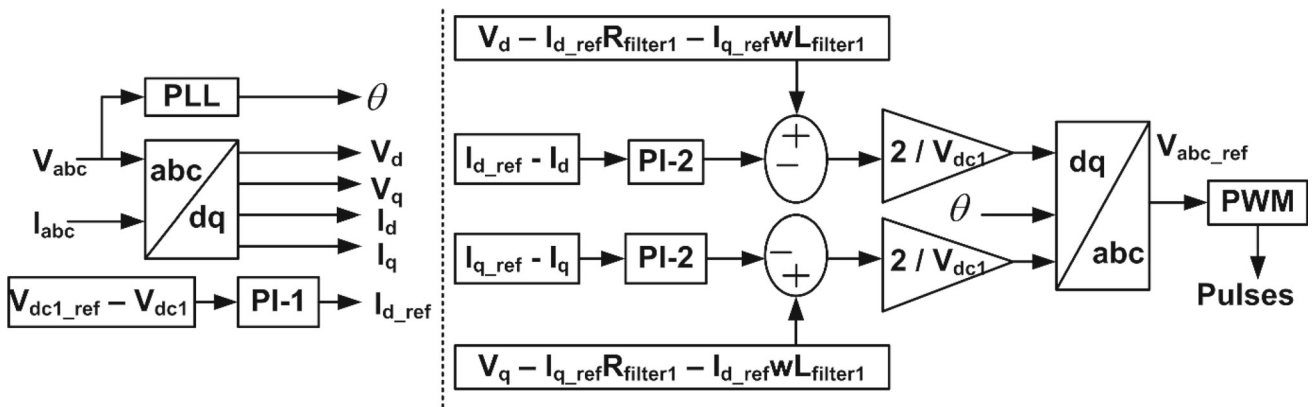 PLL
θ
V_abc
abc
dq
V_d
V_q
I_abc
I_d
I_q
V_dc1_ref – V_dc1
PI-1
I_d_ref
V_d – I_d_ref R_filter1 – I_q_ref wL_filter1
+
–
I_d_ref - I_d
PI-2
2 / V_dc1
θ
dq
abc
V_abc_ref
PWM
Pulses
I_q_ref - I_q
PI-2
–
+
2 / V_dc1
V_q – I_q_ref R_filter1 – I_d_ref wL_filter1